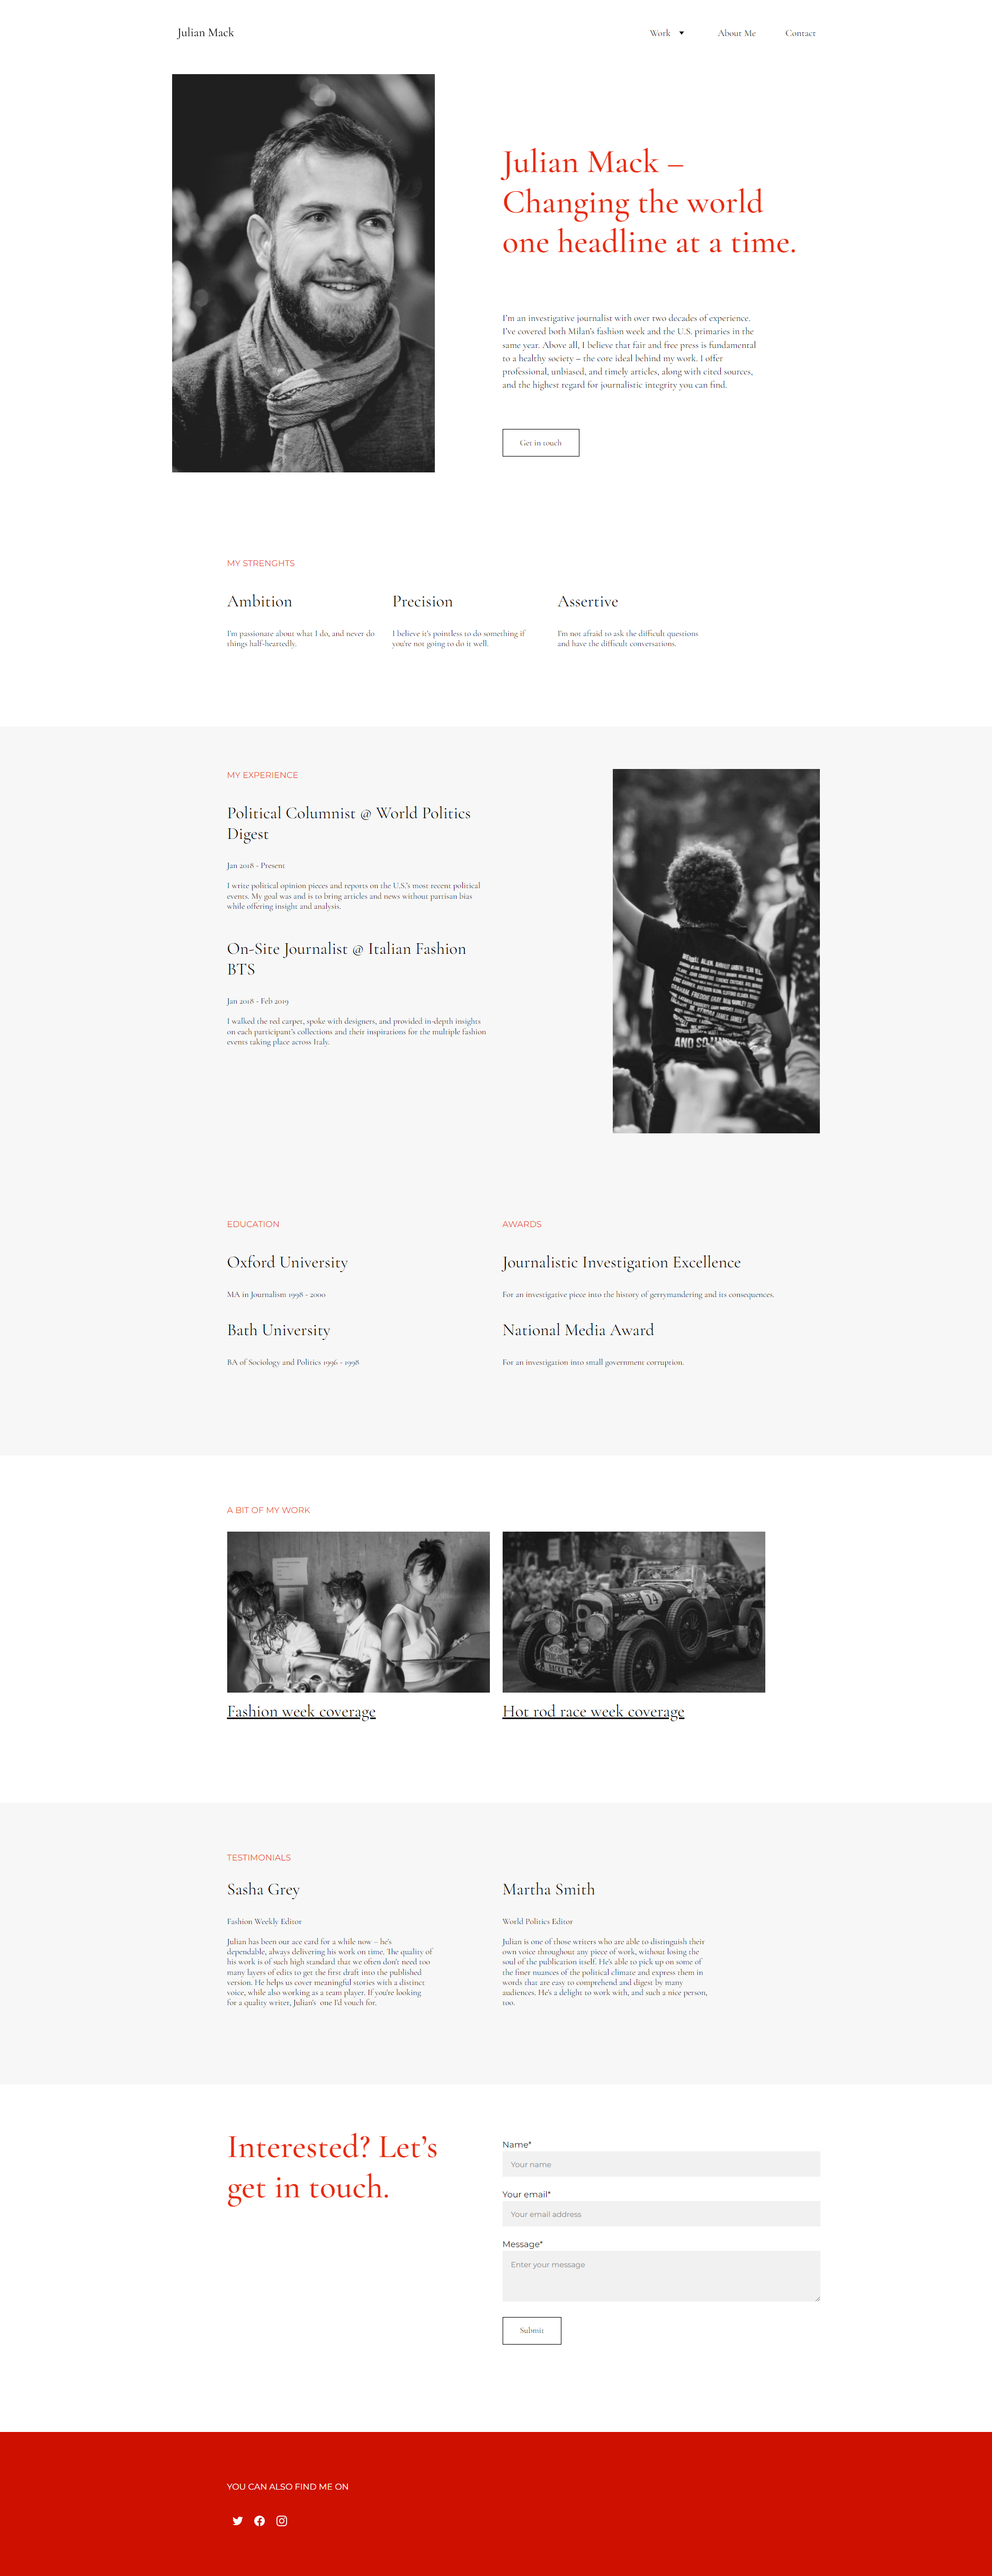 Julian Mack
Work
About Me
Contact
Julian Mack –
Changing the world
one headline at a time.
I'm an investigative journalist with over two decades of experience.
I've covered both Milan's fashion week and the U.S. primaries in the
same year. Above all, I believe that fair and free press is fundamental
to a healthy society – the core ideal behind my work. I offer
professional, unbiased, and timely articles, along with cited sources,
and the highest regard for journalistic integrity you can find.
Get in touch
MY STRENGHTS
Ambition
I'm passionate about what I do, and never do
things half-heartedly.
Precision
I believe it's pointless to do something if
you're not going to do it well.
Assertive
I'm not afraid to ask the difficult questions
and have the difficult conversations.
MY EXPERIENCE
Political Columnist @ World Politics
Digest
Jan 2018 - Present
I write political opinion pieces and reports on the U.S.'s most recent political
events. My goal was and is to bring articles and news without partisan bias
while offering insight and analysis.
On-Site Journalist @ Italian Fashion
BTS
Jan 2018 - Feb 2019
I walked the red carpet, spoke with designers, and provided in-depth insights
on each participant's collections and their inspirations for the multiple fashion
events taking place across Italy.
EDUCATION
Oxford University
MA in Journalism 1998 - 2000
Bath University
BA of Sociology and Politics 1996 - 1998
AWARDS
Journalistic Investigation Excellence
For an investigative piece into the history of gerrymandering and its consequences.
National Media Award
For an investigation into small government corruption.
A BIT OF MY WORK
14
Fashion week coverage
Hot rod race week coverage
TESTIMONIALS
Sasha Grey
Fashion Weekly Editor
Julian has been our ace card for a while now – he's
dependable, always delivering his work on time. The quality of
his work is of such high standard that we often don't need too
many layers of edits to get the first draft into the published
version. He helps us cover meaningful stories with a distinct
voice, while also working as a team player. If you're looking
for a quality writer, Julian's one I'd vouch for.
Martha Smith
World Politics Editor
Julian is one of those writers who are able to distinguish their
own voice throughout any piece of work, without losing the
soul of the publication itself. He's able to pick up on some of
the finer nuances of the political climate and express them in
words that are easy to comprehend and digest by many
audiences. He's a delight to work with, and such a nice person,
too.
Interested? Let's
get in touch.
Name*
Your name
Your email*
Your email address
Message*
Enter your message
Submit
YOU CAN ALSO FIND ME ON